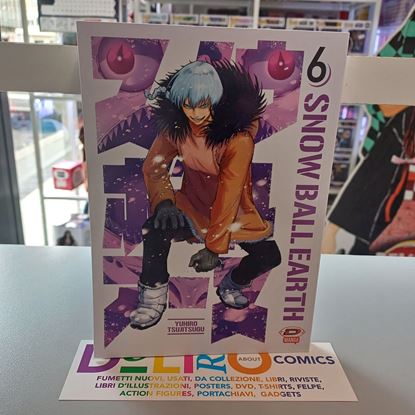 6
SNOW BALL EARTH
YUHIRO
TSUJITSUGU
D
MANGA
DELIRIO ABOUT COMICS
FUMETTI NUOVI, USATI, DA COLLEZIONE, LIBRI, RIVISTE,
LIBRI D'ILLUSTRAZIONI, POSTERS, DVD, T-SHIRTS, FELPE,
ACTION FIGURES, PORTACHIAVI, GADGETS